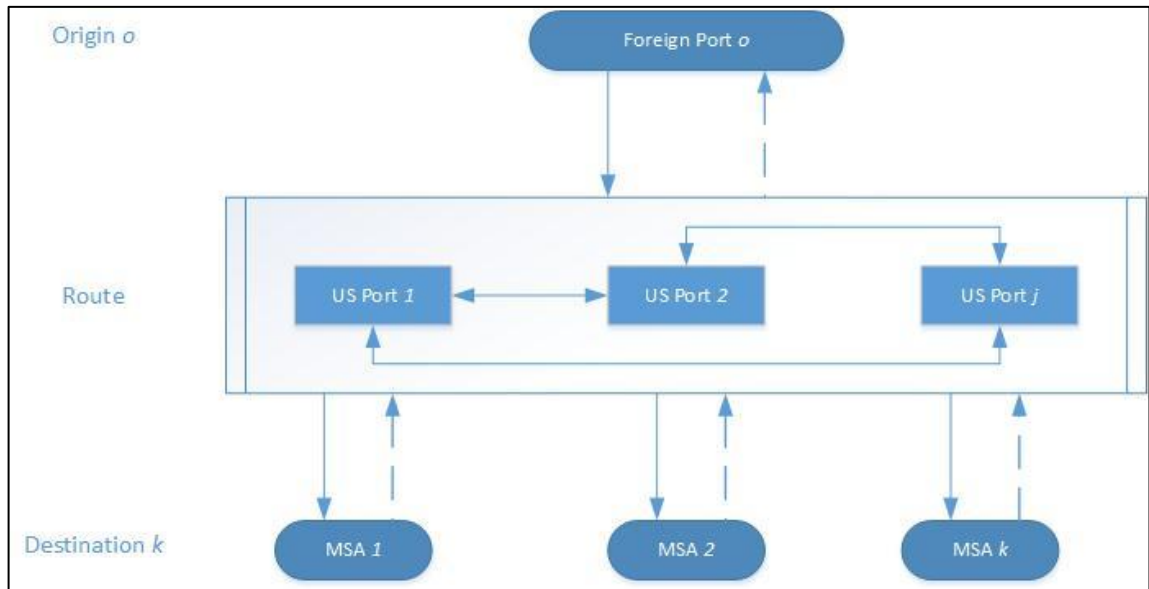 Origin o
Foreign Port o
Route
US Port 1
US Port 2
US Port j
Destination k
MSA 1
MSA 2
MSA k